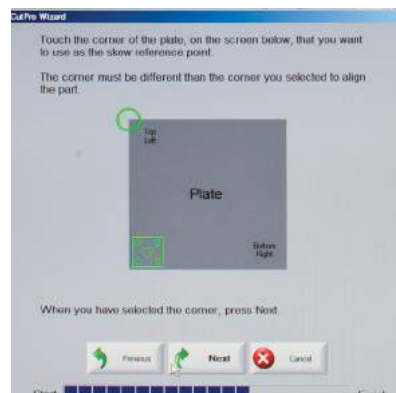 CutPro Wizard
Touch the corner of the plate, on the screen below, that you want
to use as the skew reference point.
The corner must be different than the corner you selected to align
the part.
Top
Left
Plate
Bottom
Right
When you have selected the corner, press Next.
Previous Next Cancel
Start Finish